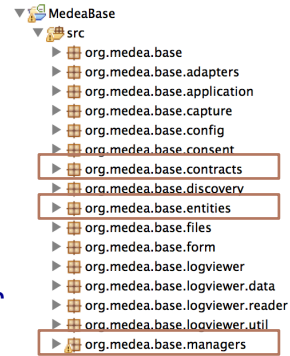 MedeaBase
src
org.medea.base
org.medea.base.adapters
org.medea.base.application
org.medea.base.capture
org.medea.base.config
org.medea.base.consent
org.medea.base.contracts
org.medea.base.discovery
org.medea.base.entities
org.medea.base.files
org.medea.base.form
org.medea.base.logviewer
org.medea.base.logviewer.data
org.medea.base.logviewer.reader
org.medea.base.logviewer.util
org.medea.base.managers